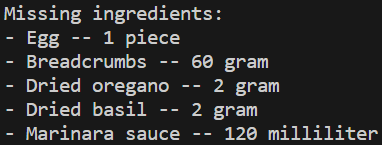 Missing ingredients:
- Egg -- 1 piece
- Breadcrumbs -- 60 gram
- Dried oregano -- 2 gram
- Dried basil -- 2 gram
- Marinara sauce -- 120 milliliter